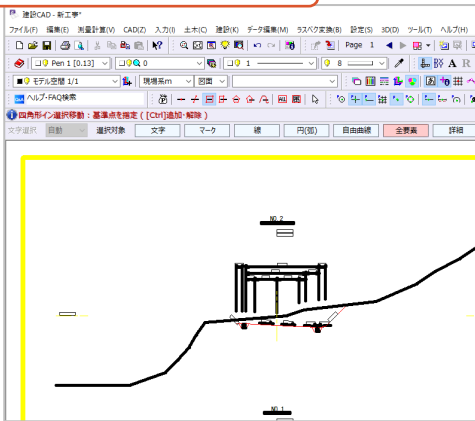 建設CAD - 新工事*
ファイル(F) 編集(E) 測量計算(V) CAD(Z) 入力(I) 土木(C) 建設(K) データ編集(M) ラスベク変換(B) 設定(S) 3D(D) ツール(T) ヘルプ(H)
Page 1
Pen 1 [0.13] 0 1 8 A R
モデル空間 1/1 現場系m 図面
ヘルプ・FAQ検索
四角形イン選択移動 : 基準点を指定 ( [Ctrl]追加・解除 )
文字選択 自動 選択対象 文字 マーク 線 円(弧) 自由曲線 全要素 詳細
NO.2
NO.1